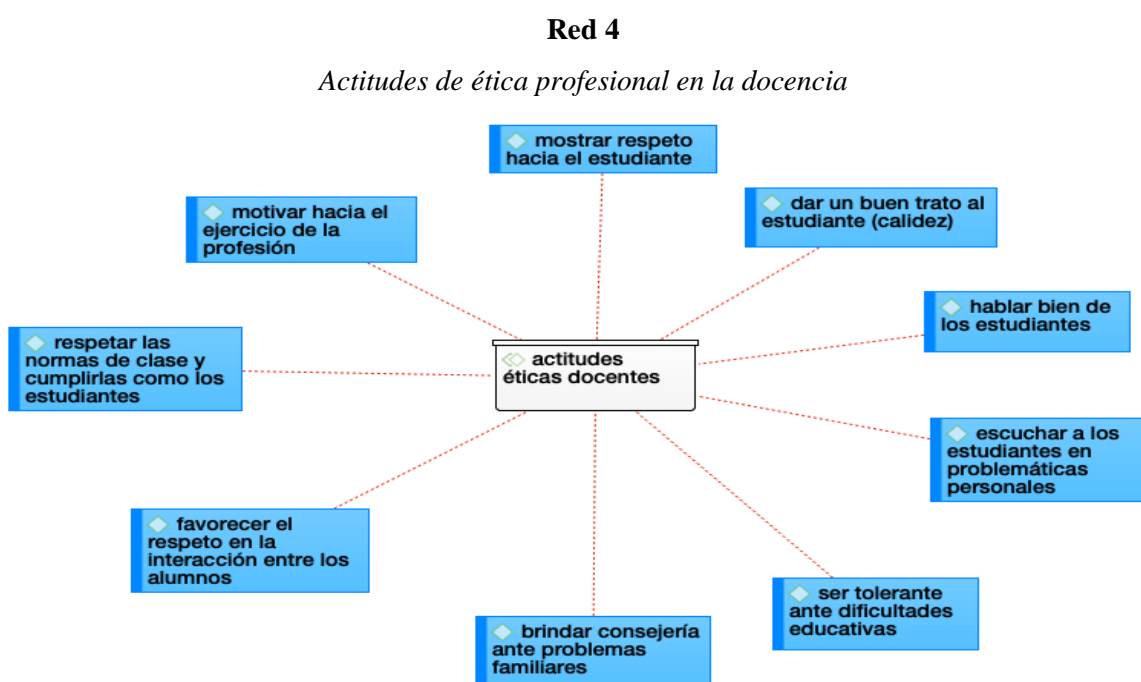 Red 4
Actitudes de ética profesional en la docencia
mostrar respeto
hacia el estudiante
motivar hacia el
ejercicio de la
profesión
dar un buen trato al
estudiante (calidez)
hablar bien de
los estudiantes
respetar las
normas de clase y
cumplirlas como los
estudiantes
actitudes
éticas docentes
escuchar a los
estudiantes en
problemáticas
personales
favorecer el
respeto en la
interacción entre los
alumnos
ser tolerante
ante dificultades
educativas
brindar consejería
ante problemas
familiares